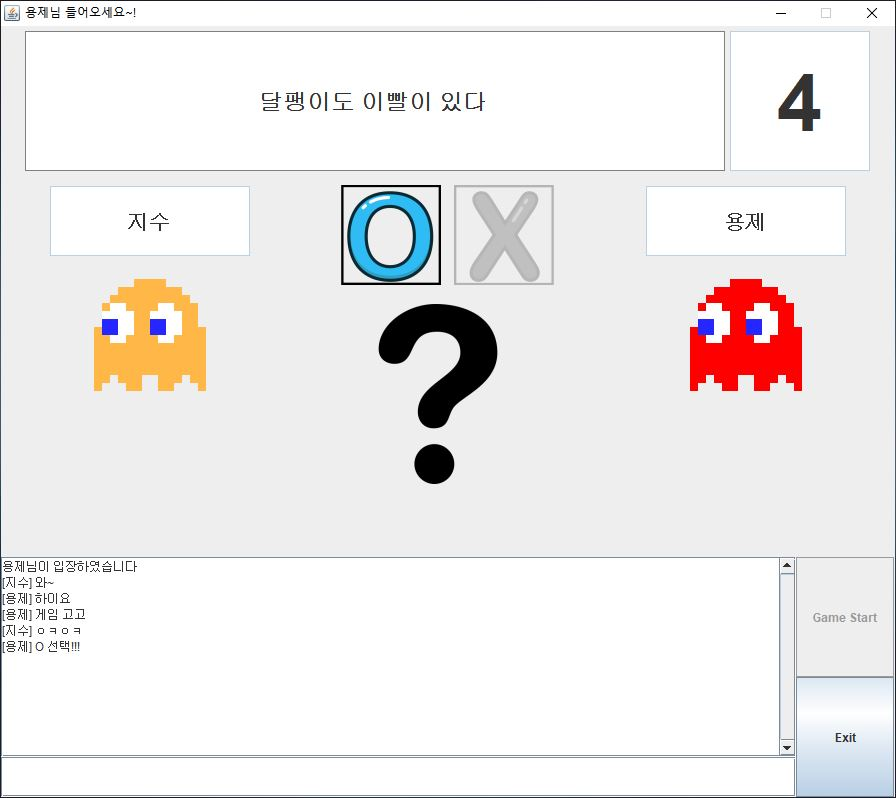 용제님 들어오세요~!
달팽이도 이빨이 있다
4
지수
O X
용제
?
용제님이 입장하였습니다
[지수] 와~
[용제] 하이요
[용제] 게임 고고
[지수] ㅇㅋㅇㅋ
[용제] O 선택!!!
Game Start
Exit